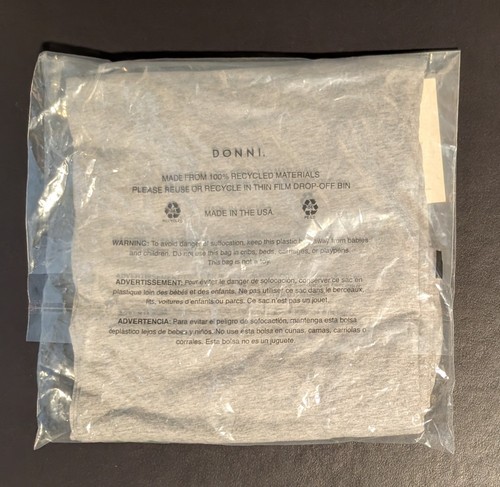 DONNI.
MADE FROM 100% RECYCLED MATERIALS
PLEASE REUSE OR RECYCLE IN THIN FILM DROP-OFF BIN
MADE IN THE USA
WARNING: To avoid danger of suffocation, keep this plastic bag away from babies
and children. Do not use this bag in cribs, beds, carriages, or playpens.
This bag is not a toy.
ADVERTISSEMENT: Pour eviter le danger de sofocación, conserver ce sac en
plastique loin des bébés et des enfants. Ne pas utiliser ce sac dans le berceaux,
lits, voitures d'enfants ou parcs. Ce sac n'est pas un jouet.
ADVERTENCIA: Para evitar el peligro de sofocactión, mantenga esta bolsa
deplástico lejos de bebés y niños. No use esta bolsa en cunas, camas, carriolas o
corrales. Esta bolsa no es un juguete